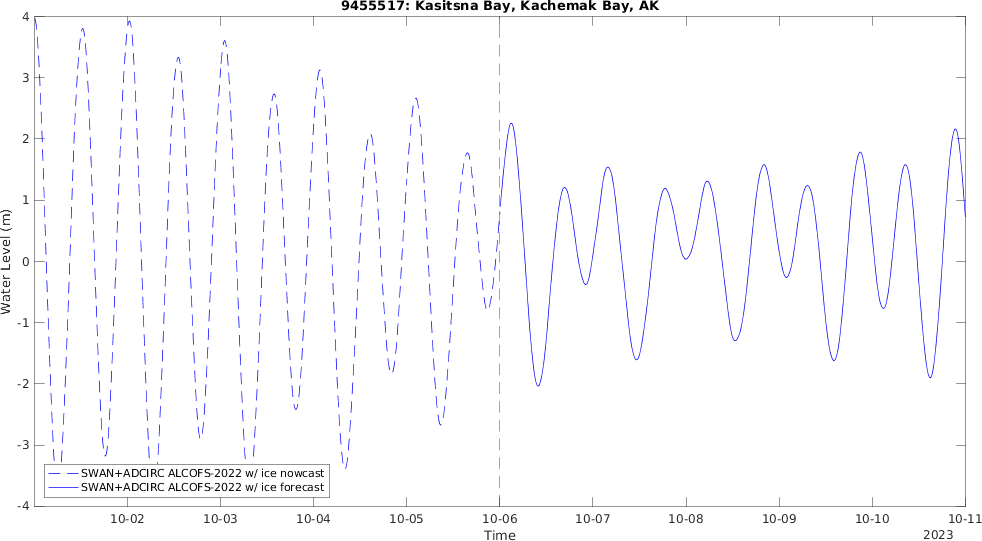 9455517: Kasitsna Bay, Kachemak Bay, AK
Water Level (m)
4
3
2
1
0
-1
-2
-3
-4
SWAN+ADCIRC ALCOFS-2022 w/ ice nowcast
SWAN+ADCIRC ALCOFS-2022 w/ ice forecast
10-02 10-03 10-04 10-05 10-06 10-07 10-08 10-09 10-10 10-11
Time
2023